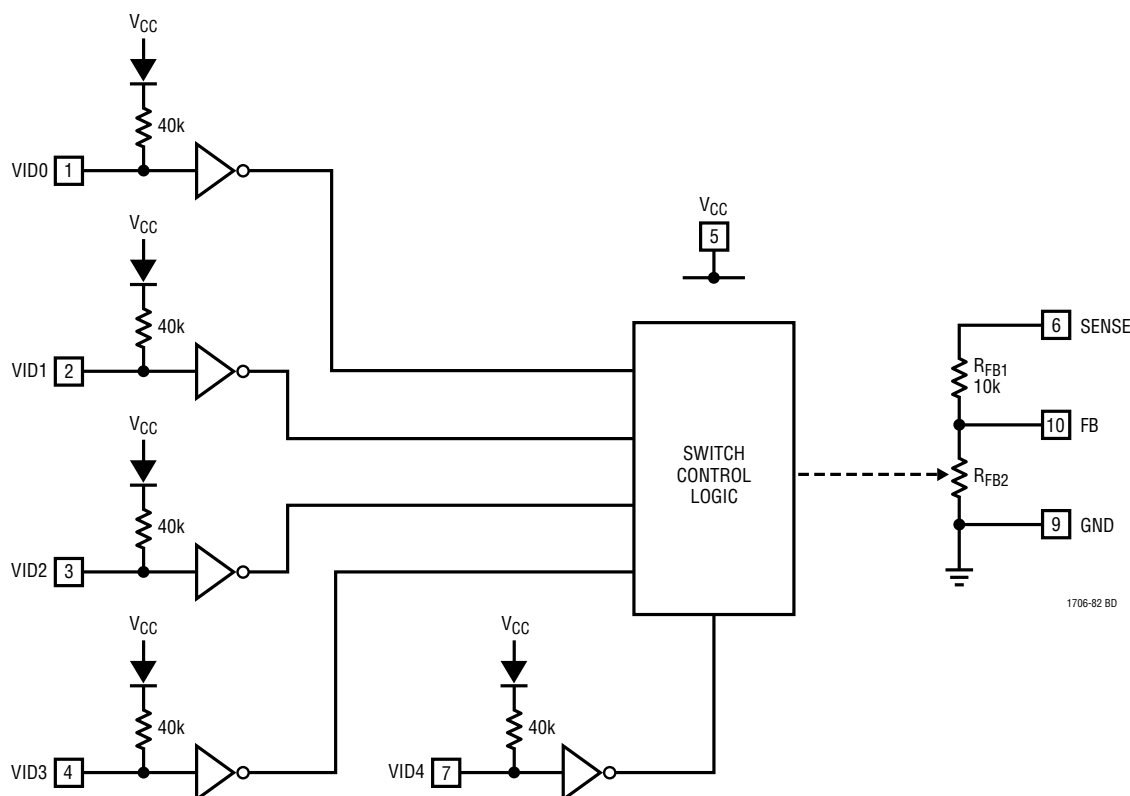 VCC
40k
VID0 1
VCC
40k
VID1 2
VCC
40k
VID2 3
VCC
40k
VID3 4
VCC
40k
VID4 7
VCC
5
SWITCH
CONTROL
LOGIC
6 SENSE
RFB1
10k
10 FB
RFB2
9 GND
1706-82 BD